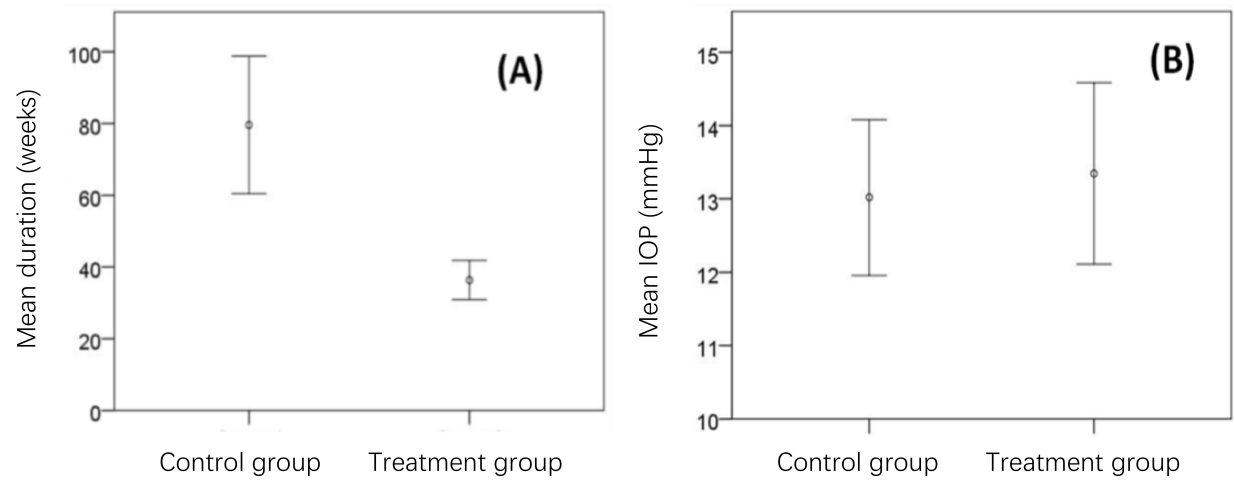 (A)
Mean duration (weeks)
100
80
60
40
20
0
Control group
Treatment group
(B)
Mean IOP (mmHg)
15
14
13
12
11
10
Control group
Treatment group